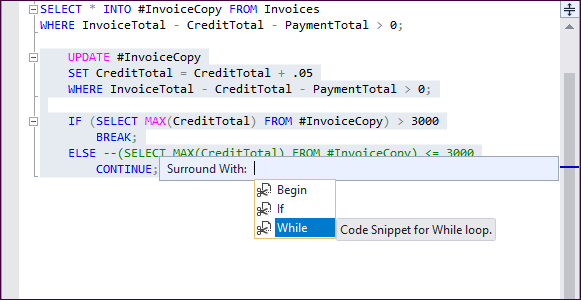 SELECT * INTO #InvoiceCopy FROM Invoices
WHERE InvoiceTotal - CreditTotal - PaymentTotal > 0;
UPDATE #InvoiceCopy
SET CreditTotal = CreditTotal + .05
WHERE InvoiceTotal - CreditTotal - PaymentTotal > 0;
IF (SELECT MAX(CreditTotal) FROM #InvoiceCopy) > 3000
BREAK;
ELSE --(SELECT MAX(CreditTotal) FROM #InvoiceCopy) <= 3000
CONTINUE; Surround With:
Begin
If
While Code Snippet for While loop.